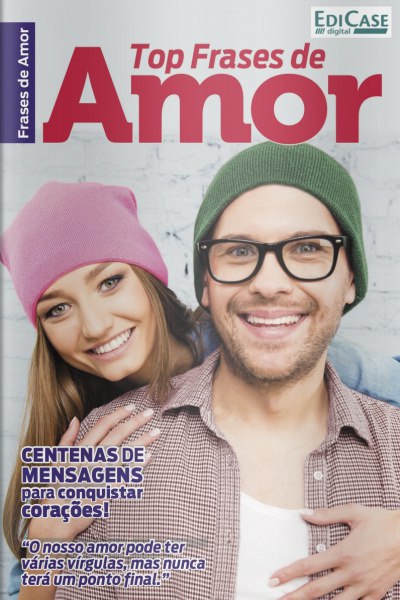 EDICASE
digital
Frases de Amor
Top Frases de
Amor
CENTENAS DE
MENSAGENS
para conquistar
corações!
“O nosso amor pode ter
várias vírgulas, mas nunca
terá um ponto final.”